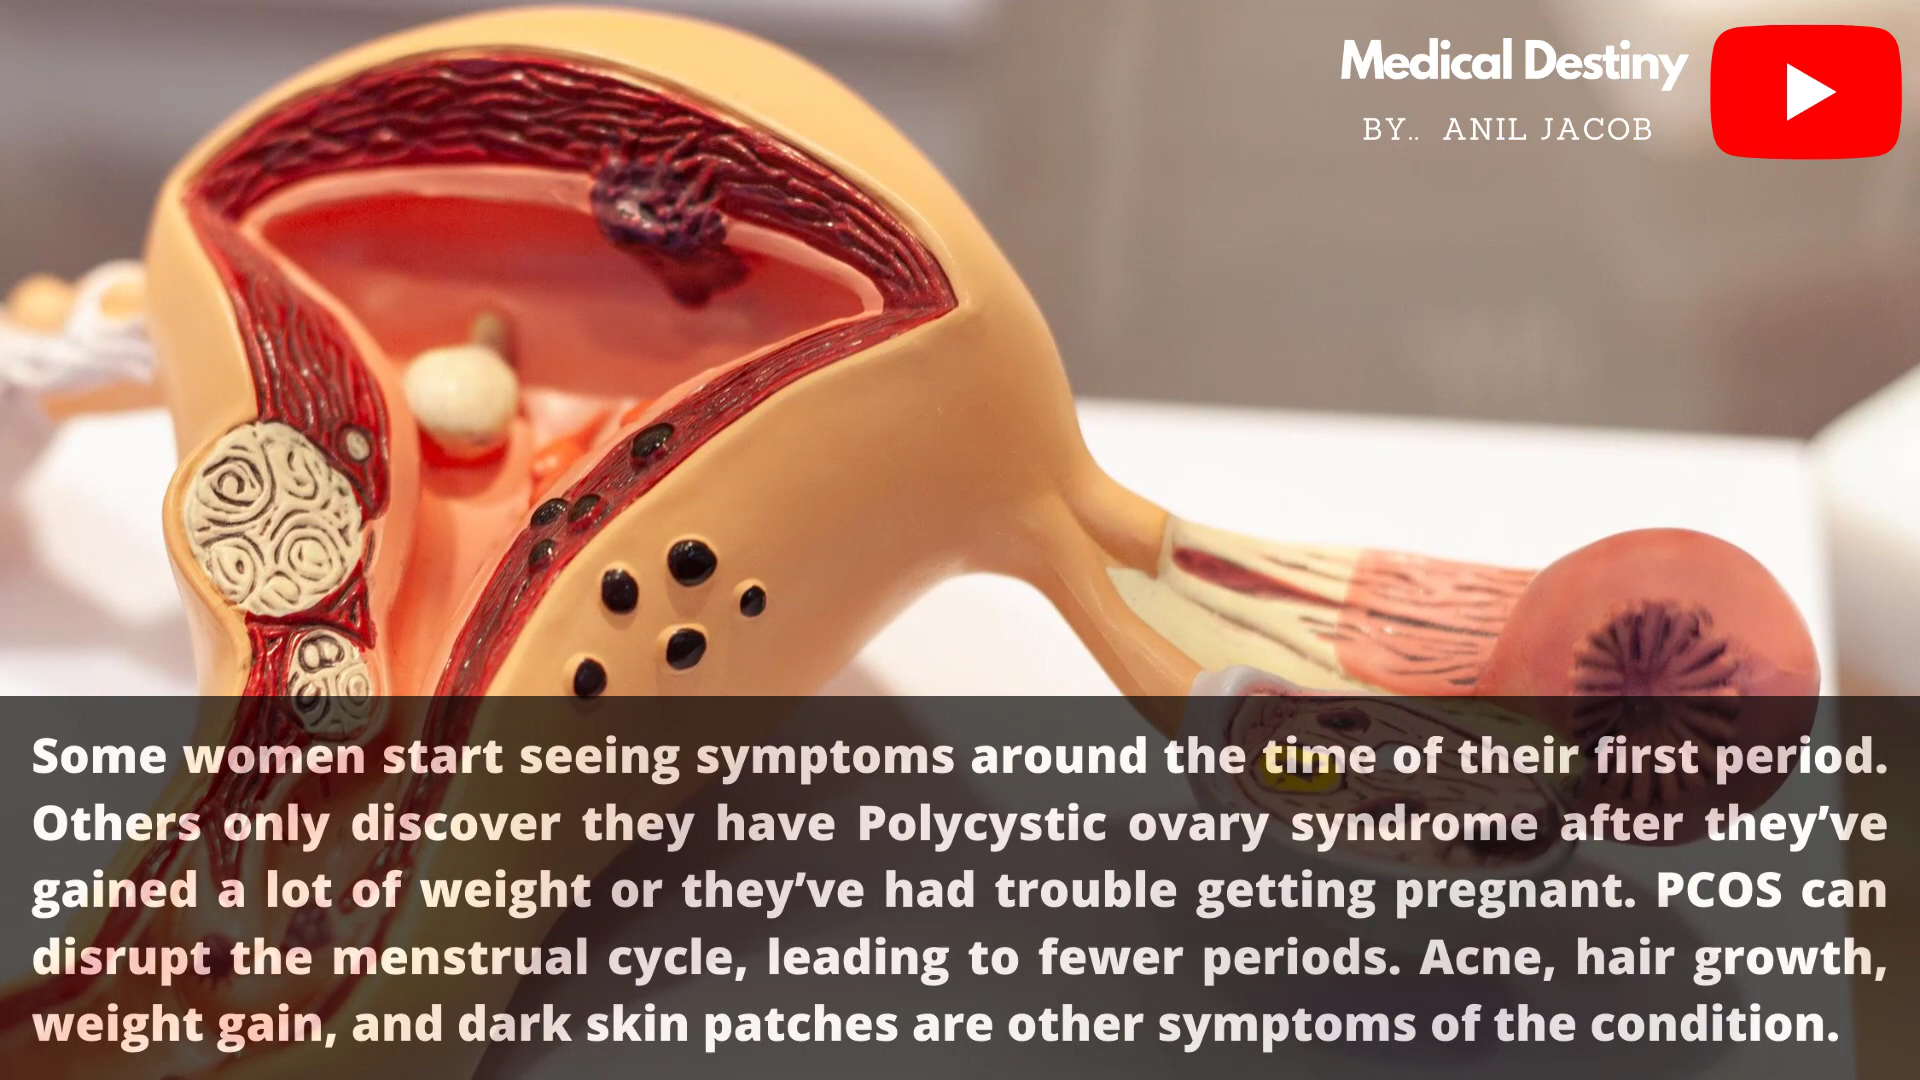 Medical Destiny
BY.. ANIL JACOB
Some women start seeing symptoms around the time of their first period.
Others only discover they have Polycystic ovary syndrome after they’ve
gained a lot of weight or they’ve had trouble getting pregnant. PCOS can
disrupt the menstrual cycle, leading to fewer periods. Acne, hair growth,
weight gain, and dark skin patches are other symptoms of the condition.